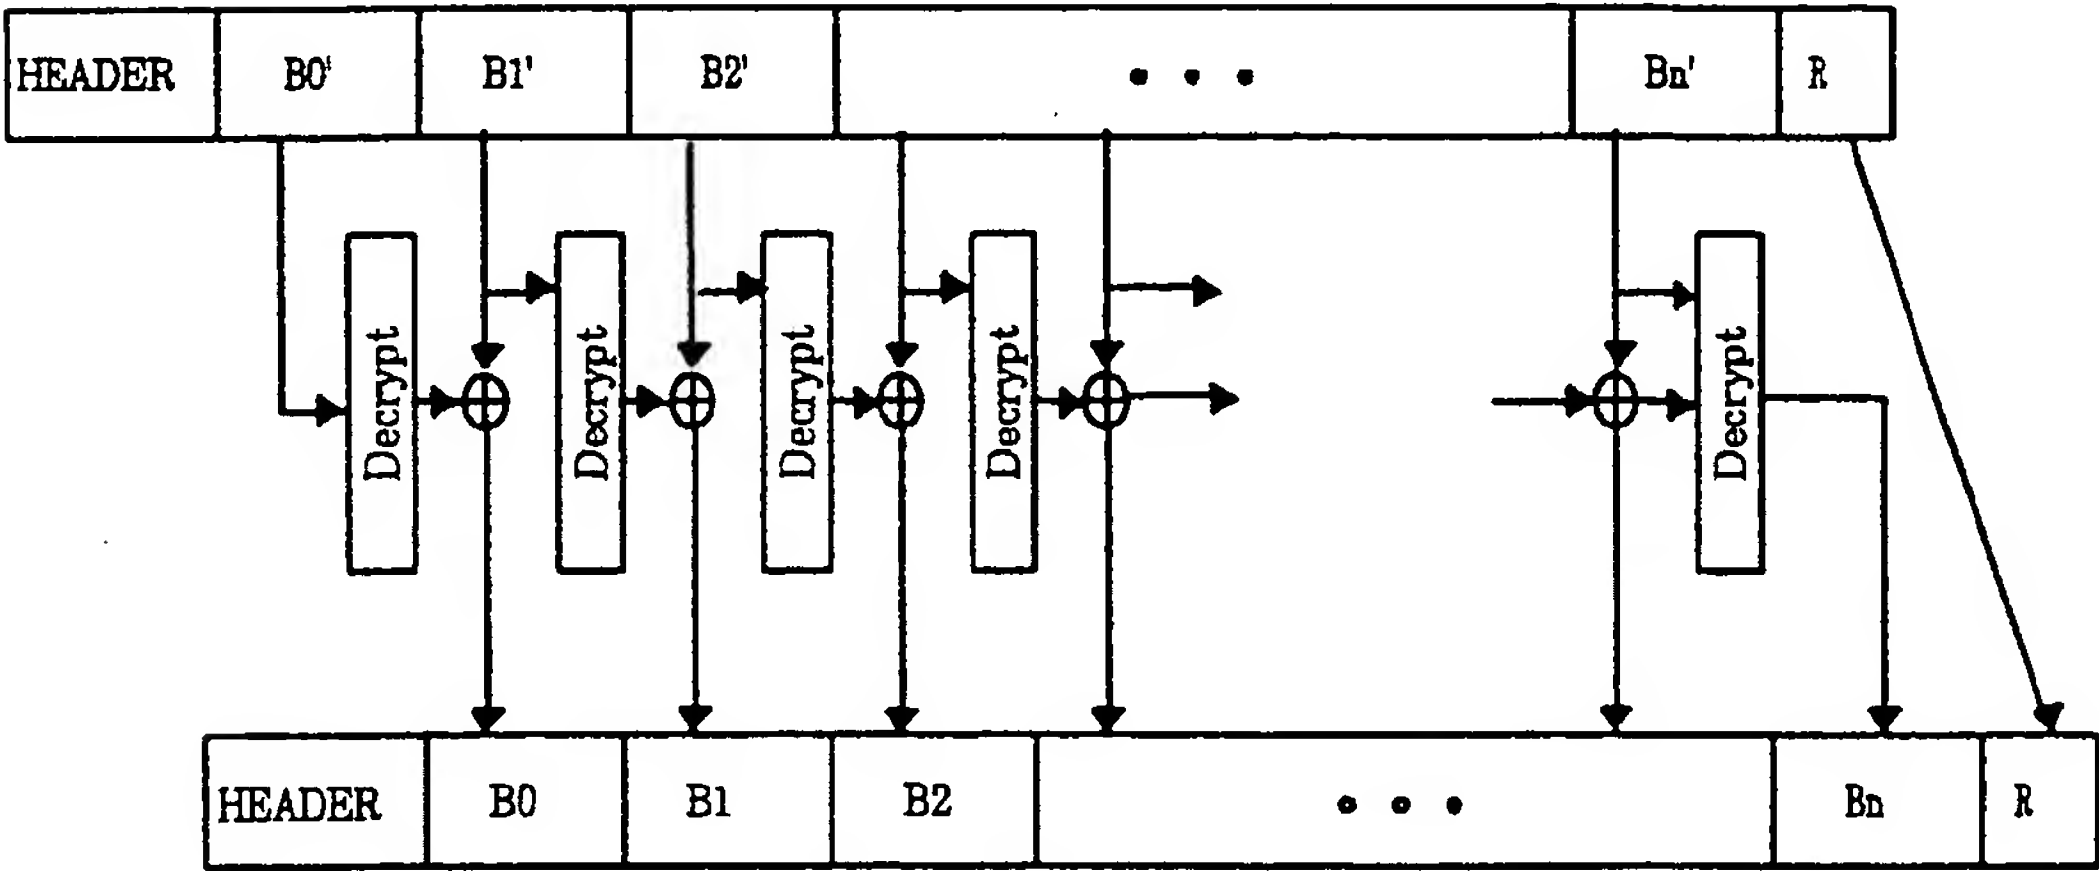 HEADER B0' B1' B2' • • • Bn' R
Decrypt Decrypt Decrypt Decrypt Decrypt
HEADER B0 B1 B2 • • • Bn R